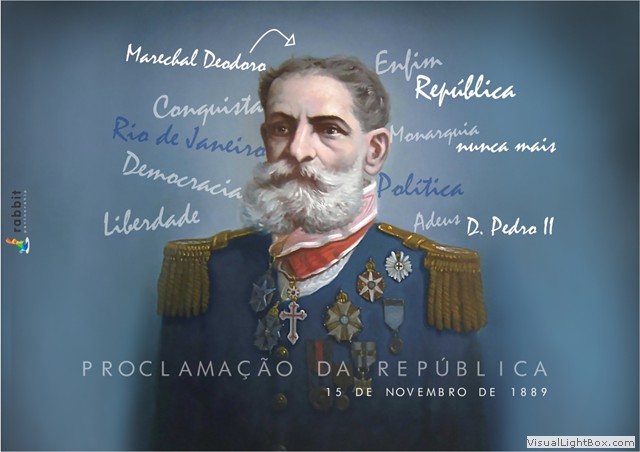 Marechal Deodoro
Enfim
República
Conquista
Rio de Janeiro
Monarquia
nunca mais
Democracia
Política
Liberdade
Adeus D. Pedro II
rabbit
PROCLAMAÇÃO DA REPÚBLICA
15 DE NOVEMBRO DE 1889
VisualLightBox.com